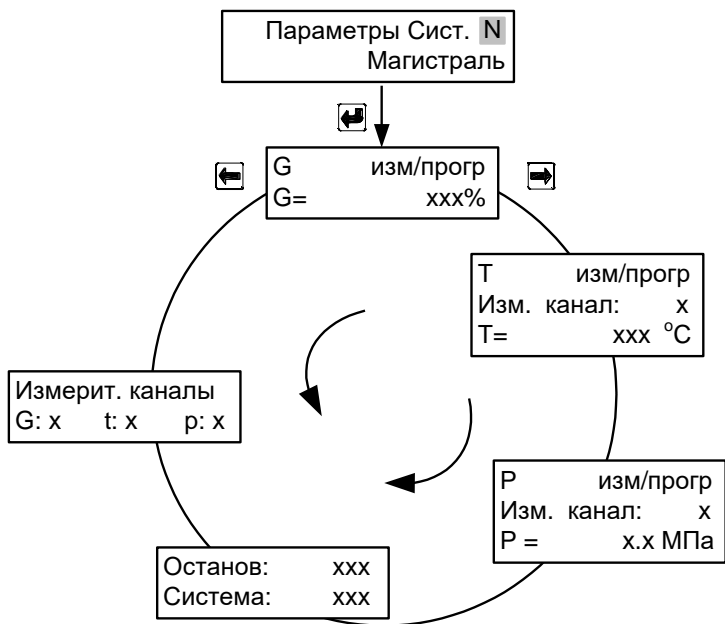 Параметры Сист. N
Магистраль
G изм/прогр
G= xxx%
T изм/прогр
Изм. канал: x
T= xxx °C
Измерит. каналы
G: x t: x p: x
P изм/прогр
Изм. канал: x
P = x.x МПа
Останов: xxx
Система: xxx